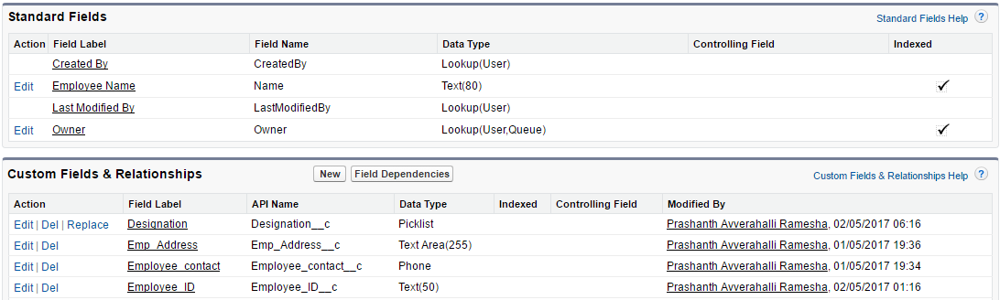 Standard Fields Standard Fields Help ?
Action Field Label Field Name Data Type Controlling Field Indexed
Created By CreatedBy Lookup(User)
Edit Employee Name Name Text(80) ✓
Last Modified By LastModifiedBy Lookup(User)
Edit Owner Owner Lookup(User,Queue) ✓
Custom Fields & Relationships New Field Dependencies Custom Fields & Relationships Help ?
Action Field Label API Name Data Type Indexed Controlling Field Modified By
Edit | Del | Replace Designation Designation__c Picklist Prashanth Avverahalli Ramesha, 02/05/2017 06:16
Edit | Del Emp_Address Emp_Address__c Text Area(255) Prashanth Avverahalli Ramesha, 01/05/2017 19:36
Edit | Del Employee_contact Employee_contact__c Phone Prashanth Avverahalli Ramesha, 01/05/2017 19:34
Edit | Del Employee_ID Employee_ID__c Text(50) Prashanth Avverahalli Ramesha, 02/05/2017 01:16